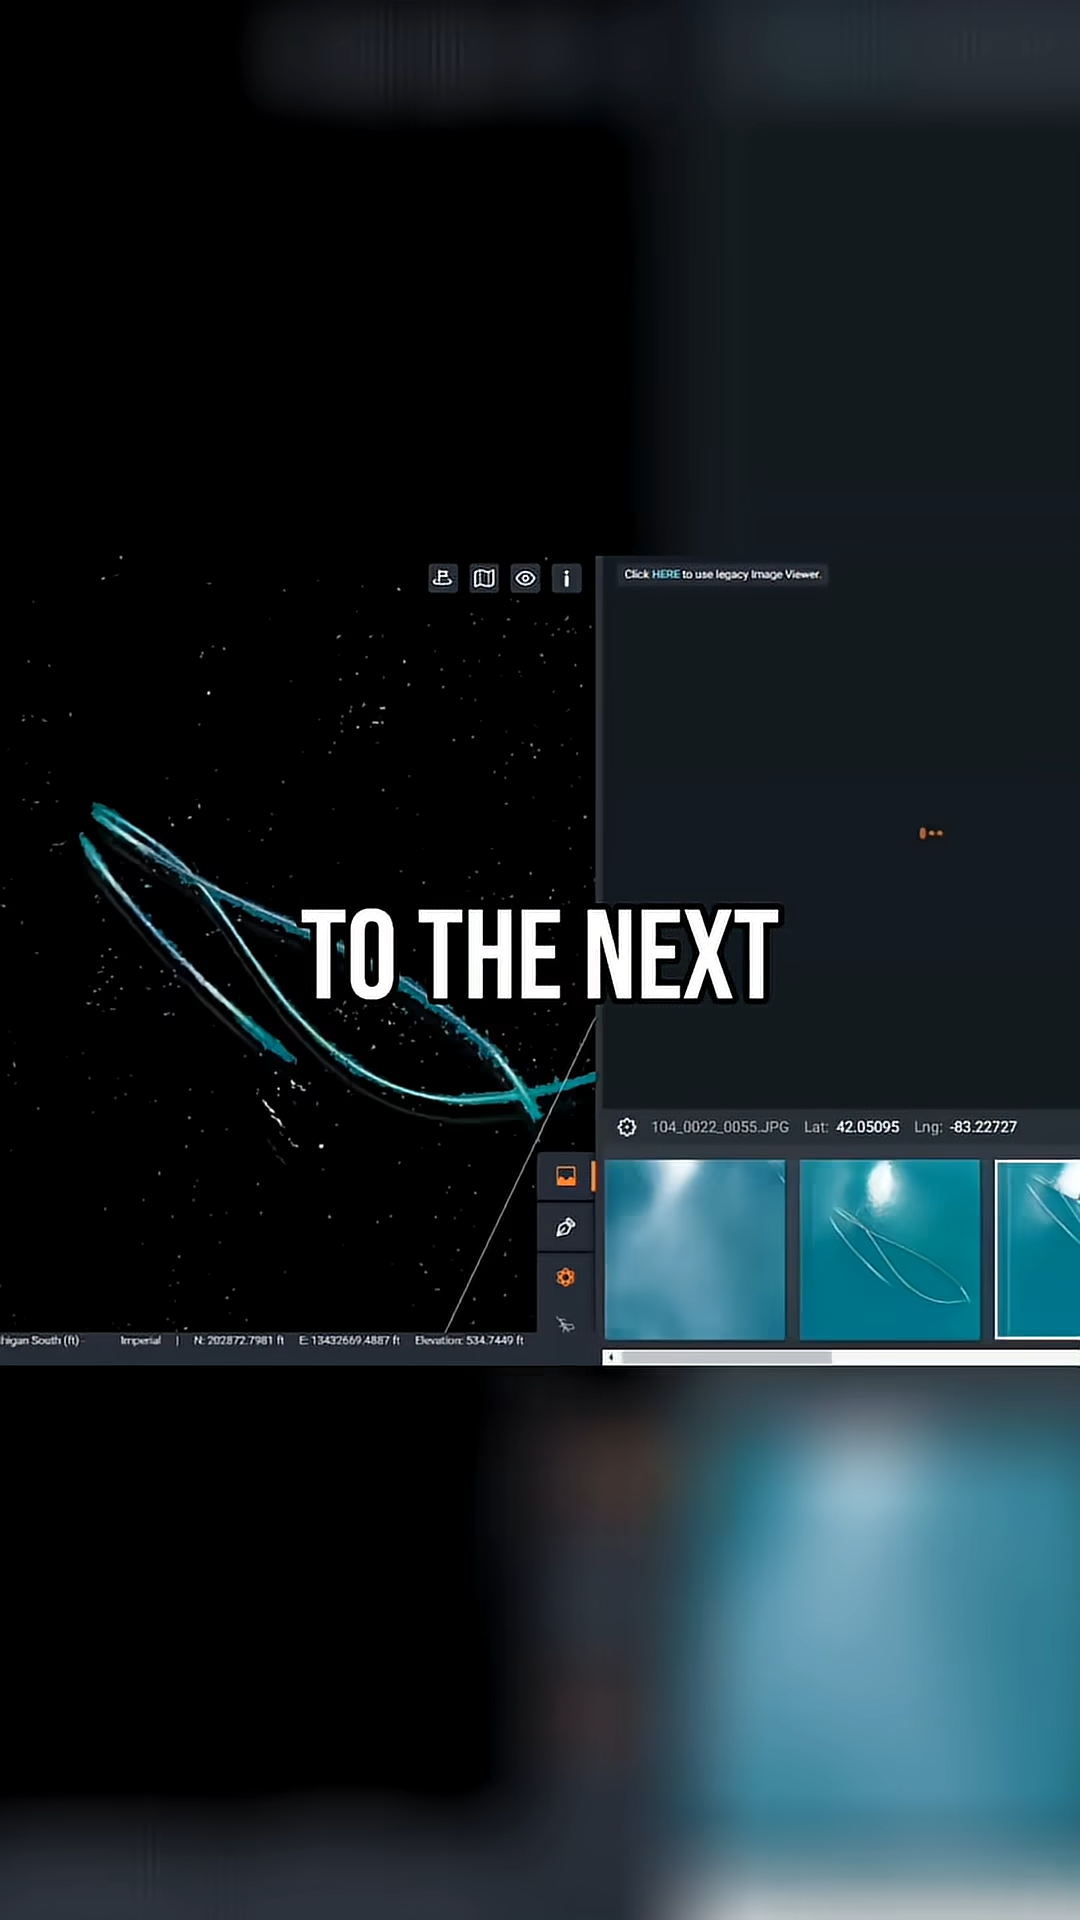 Click HERE to use legacy Image Viewer.
TO THE NEXT
104_0022_0055.JPG Lat: 42.05095 Lng: -83.22727
higan South (ft) Imperial | N: 202872.7981 ft E: 13432669.4887 ft Elevation: 534.7449 ft